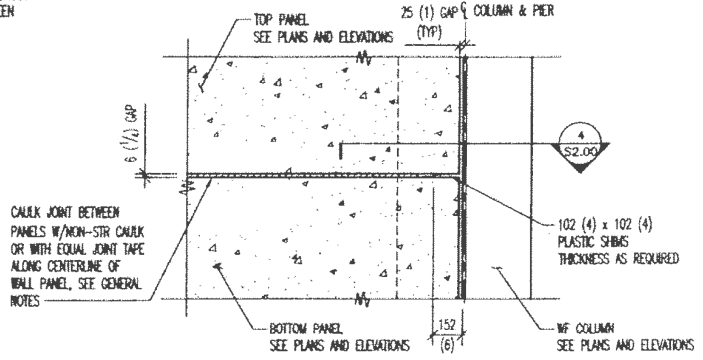 EEN
TOP PANEL
SEE PLANS AND ELEVATIONS
25 (1) GAP
(TYP)
℄ COLUMN & PIER
6 (1/4) GAP
4
S2.00
CAULK JOINT BETWEEN
PANELS W/NON-STR CAULK
OR WITH EQUAL JOINT TAPE
ALONG CENTERLINE OF
WALL PANEL, SEE GENERAL
NOTES
102 (4) x 102 (4)
PLASTIC SHIMS
THICKNESS AS REQUIRED
BOTTOM PANEL
SEE PLANS AND ELEVATIONS
152
(6)
WF COLUMN
SEE PLANS AND ELEVATIONS